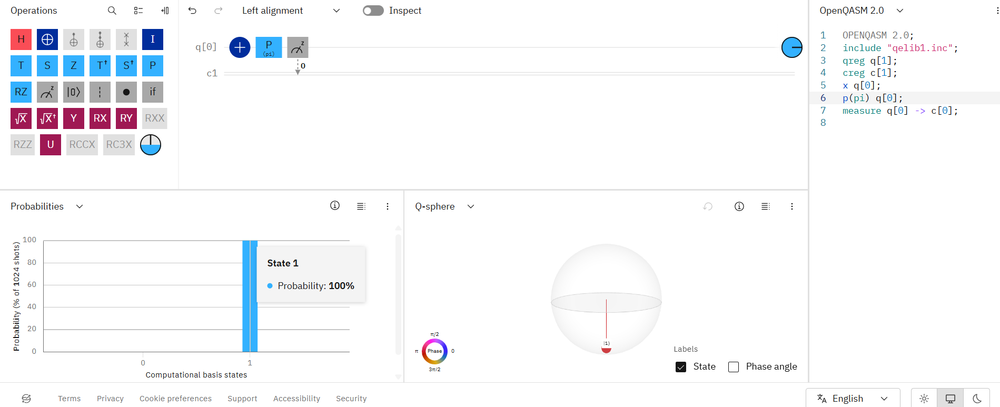 Operations
Left alignment
Inspect
OpenQASM 2.0
H
I
T S Z T† S† P
RZ z |0⟩ if
√X √X† Y RX RY RXX
RZZ U RCCX RC3X
q[0]
P
(pi)
z
0
c1
1 OPENQASM 2.0;
2 include "qelib1.inc";
3 qreg q[1];
4 creg c[1];
5 x q[0];
6 p(pi) q[0];
7 measure q[0] -> c[0];
8
Probabilities
Probability (% of 1024 shots)
100
80
60
40
20
0
State 1
Probability: 100%
0 1
Computational basis states
Q-sphere
|1⟩
π/2
π Phase 0
3π/2
Labels
State Phase angle
Terms Privacy Cookie preferences Support Accessibility Security
English